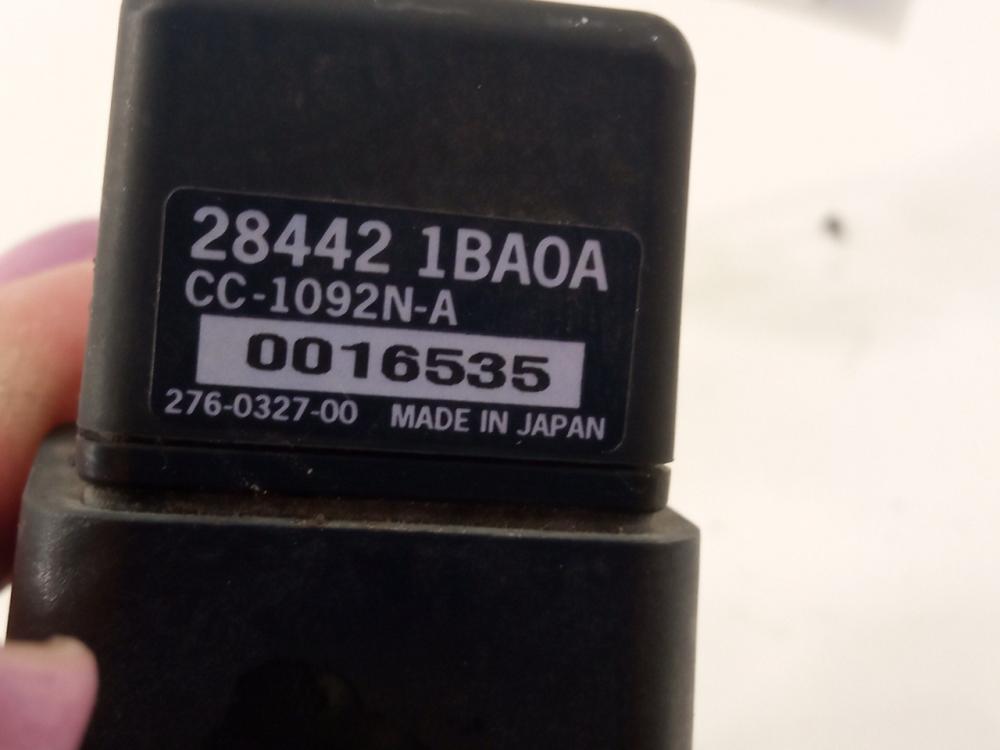 28442 1BA0A
CC-1092N-A
0016535
276-0327-00 MADE IN JAPAN